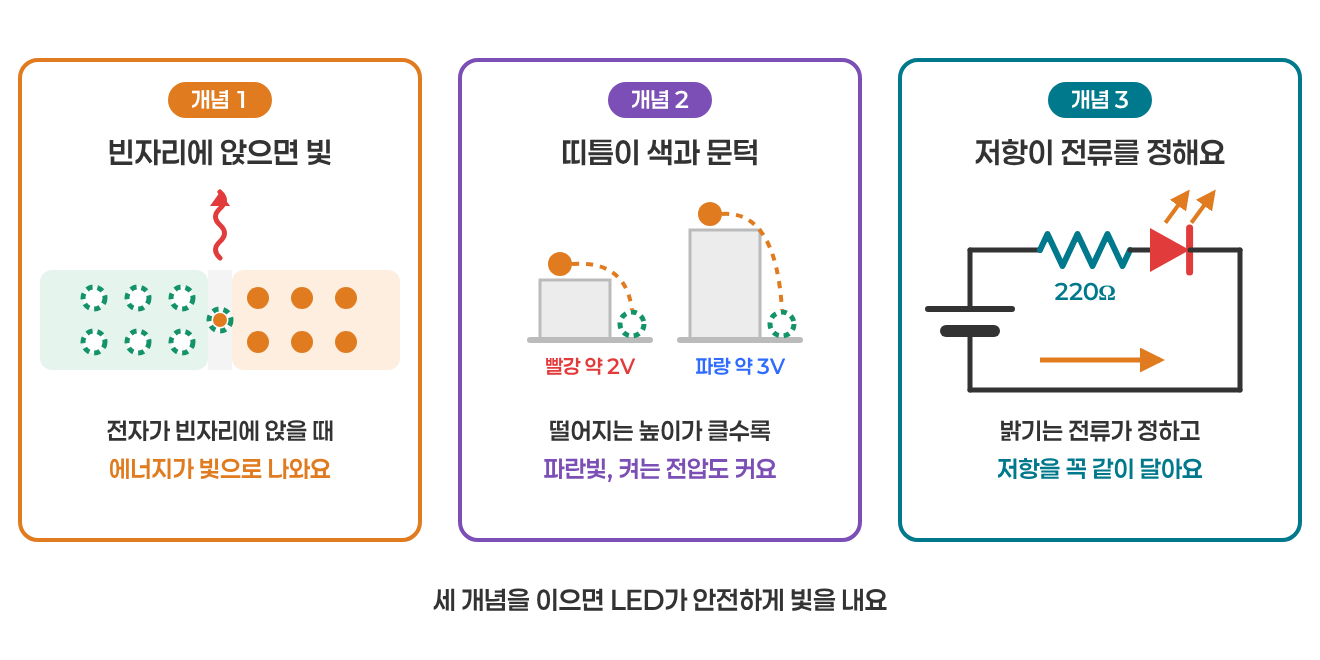 개념 1
빈자리에 앉으면 빛
전자가 빈자리에 앉을 때
에너지가 빛으로 나와요
개념 2
띠틈이 색과 문턱
빨강 약 2V
파랑 약 3V
떨어지는 높이가 클수록
파란빛, 켜는 전압도 커요
개념 3
저항이 전류를 정해요
220Ω
밝기는 전류가 정하고
저항을 꼭 같이 달아요
세 개념을 이으면 LED가 안전하게 빛을 내요